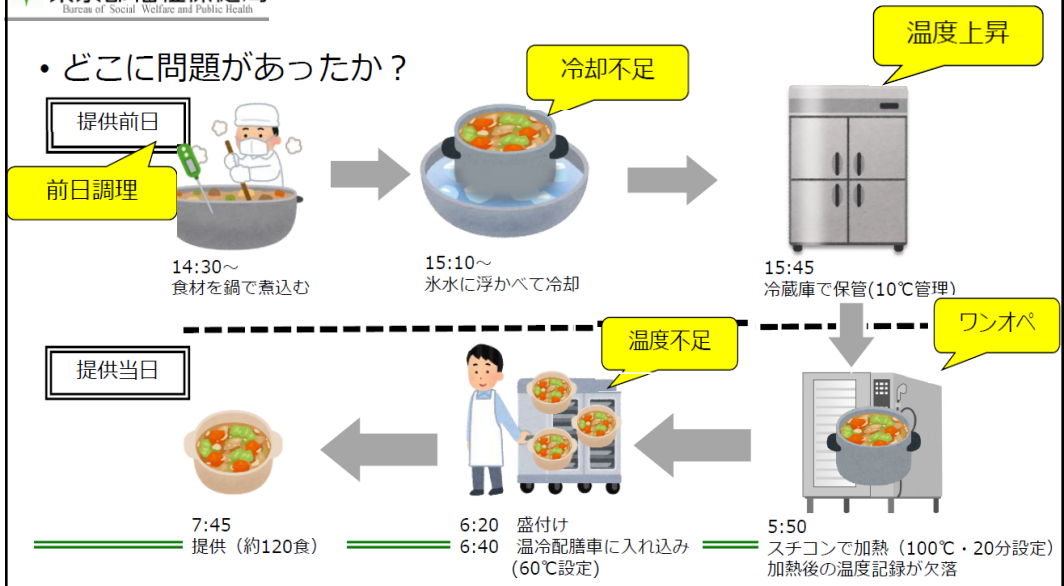 Bureau of Social Welfare and Public Health
・どこに問題があったか？
温度上昇
冷却不足
提供前日
前日調理
14:30～
食材を鍋で煮込む
15:10～
氷水に浮かべて冷却
15:45
冷蔵庫で保管(10℃管理)
ワンオペ
温度不足
提供当日
7:45
提供（約120食）
6:20　盛付け
6:40　温冷配膳車に入れ込み
(60℃設定)
5:50
スチコンで加熱（100℃・20分設定）
加熱後の温度記録が欠落